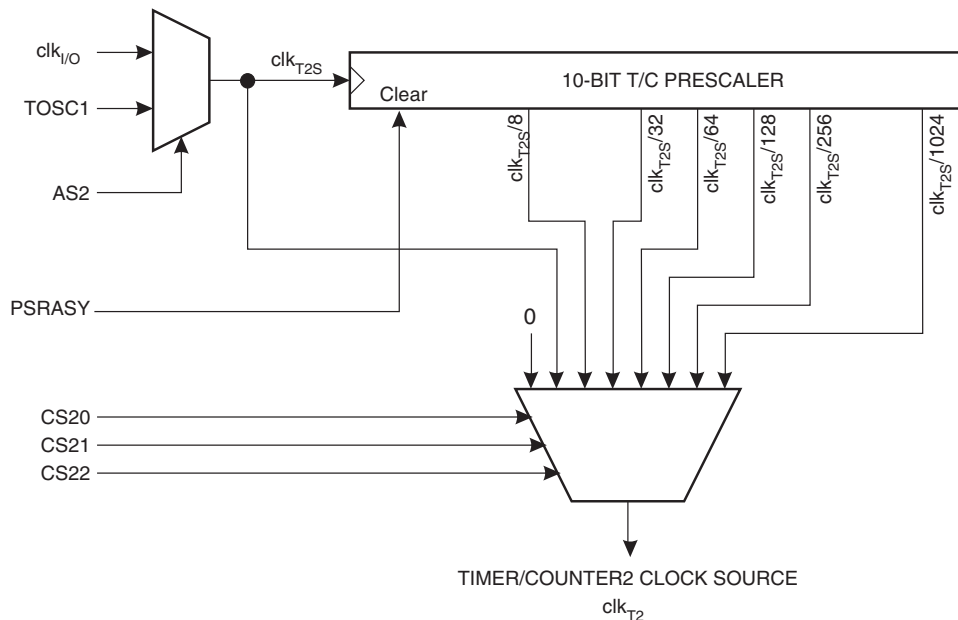 clkI/O
clkT2S
10-BIT T/C PRESCALER
TOSC1
Clear
clkT2S/8
clkT2S/32
clkT2S/64
clkT2S/128
clkT2S/256
clkT2S/1024
AS2
PSRASY
0
CS20
CS21
CS22
TIMER/COUNTER2 CLOCK SOURCE
clkT2